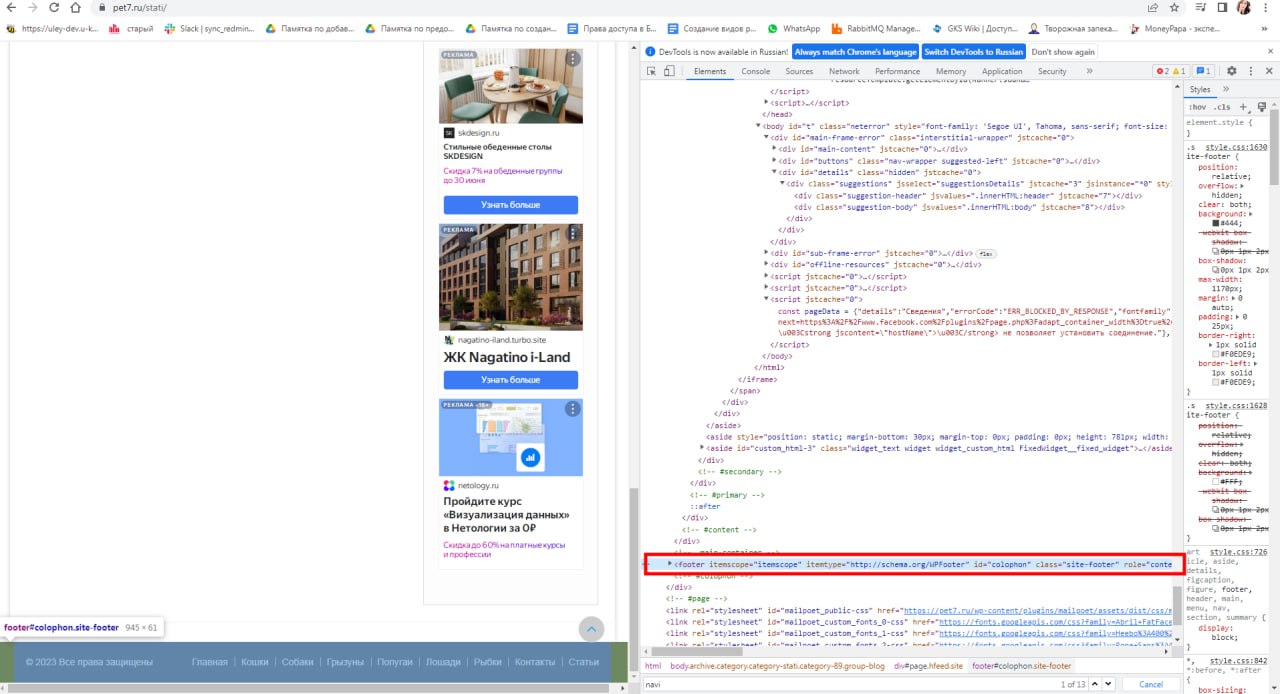 pet7.ru/stati/
https://uley-dev.u-k...
старый
Slack | sync_redmin...
Памятка по добав...
Памятка по предо...
Памятка по создан...
Права доступа в Б...
Создание видов р...
WhatsApp
RabbitMQ Manage...
GKS Wiki | Доступ...
Творожная запека...
MoneyPapa - экспе...
РЕКЛАМА
skdesign.ru
Стильные обеденные столы
SKDESIGN
Скидка 7% на обеденные группы
до 30 июня
Узнать больше
РЕКЛАМА
nagatino-iland.turbo.site
ЖК Nagatino i-Land
Узнать больше
РЕКЛАМА 16+
netology.ru
Пройдите курс
«Визуализация данных»
в Нетологии за 0₽
Скидка до 60% на платные курсы
и профессии
footer#colophon.site-footer 945 × 61
© 2023 Все права защищены
Главная | Кошки | Собаки | Грызуны | Попугаи | Лошади | Рыбки | Контакты | Статьи
DevTools is now available in Russian!
Always match Chrome's language
Switch DevTools to Russian
Don't show again
Elements Console Sources Network Performance Memory Application Security »
2 1 1
</script>
<script>…</script>
</head>
<body id="t" class="neterror" style="font-family: 'Segoe UI', Tahoma, sans-serif; font-size:
<div id="main-frame-error" class="interstitial-wrapper" jstcache="0">
<div id="main-content" jstcache="0">…</div>
<div id="buttons" class="nav-wrapper suggested-left" jstcache="0">…</div>
<div id="details" class="hidden" jstcache="0">
<div class="suggestions" jsselect="suggestionsDetails" jstcache="3" jsinstance="*0" sty
<div class="suggestion-header" jsvalues=".innerHTML:header" jstcache="7"></div>
<div class="suggestion-body" jsvalues=".innerHTML:body" jstcache="8"></div>
</div>
</div>
</div>
<div id="sub-frame-error" jstcache="0">…</div> flex
<div id="offline-resources" jstcache="0">…</div>
<script jstcache="0">…</script>
<script jstcache="0">…</script>
<script jstcache="0">
const pageData = {"details":"Сведения","errorCode":"ERR_BLOCKED_BY_RESPONSE","fontfamily"
next=https%3A%2F%2Fwww.facebook.com%2Fplugins%2Fpage.php%3Fadapt_container_width%3Dtrue%2
\u003Cstrong jscontent=\"hostName\">\u003C/strong> не позволяет установить соединение."},
</script>
</body>
</html>
</iframe>
</span>
</div>
</div>
</aside>
<aside style="position: static; margin-bottom: 30px; margin-top: 0px; padding: 0px; height: 781px; width:
<aside id="custom_html-3" class="widget_text widget widget_custom_html FixedWidget__fixed_widget">…</aside>
</div>
<!-- #secondary -->
</div>
<!-- #primary -->
::after
</div>
<!-- #content -->
</div>
<footer itemscope="itemscope" itemtype="http://schema.org/WPFooter" id="colophon" class="site-footer" role="conte
<!-- #colophon -->
</div>
<!-- #page -->
<link rel="stylesheet" id="mailpoet_public-css" href="https://pet7.ru/wp-content/plugins/mailpoet/assets/dist/css/m
<link rel="stylesheet" id="mailpoet_custom_fonts_0-css" href="https://fonts.googleapis.com/css?family=Abril+FatFace
<link rel="stylesheet" id="mailpoet_custom_fonts_1-css" href="https://fonts.googleapis.com/css?family=Heebo%3A400%2
html body.archive.category.category-stati.category-89.group-blog div#page.hfeed.site footer#colophon.site-footer
navi
1 of 13
Cancel
Styles »
:hov .cls +
element.style {
}
.s style.css:1630
ite-footer {
position:
relative;
overflow:
hidden;
clear: both;
background:
#444;
-webkit-box-
shadow:
0px 1px 2px
box-shadow:
0px 1px 2px
max-width:
1170px;
margin: 0
auto;
padding: 0
25px;
border-right:
1px solid
#F0EDE9;
border-left:
1px solid
#F0EDE9;
}
.s style.css:1628
ite-footer {
position:
relative;
overflow:
hidden;
clear: both;
background:
#FFF;
-webkit-box-
shadow:
0px 1px 2px
box-shadow:
0px 1px 2px
}
art style.css:726
icle, aside,
details,
figcaption,
figure, footer,
header, main,
menu, nav,
section, summary {
display:
block;
}
*, style.css:842
*:before, *:after
{
box-sizing: